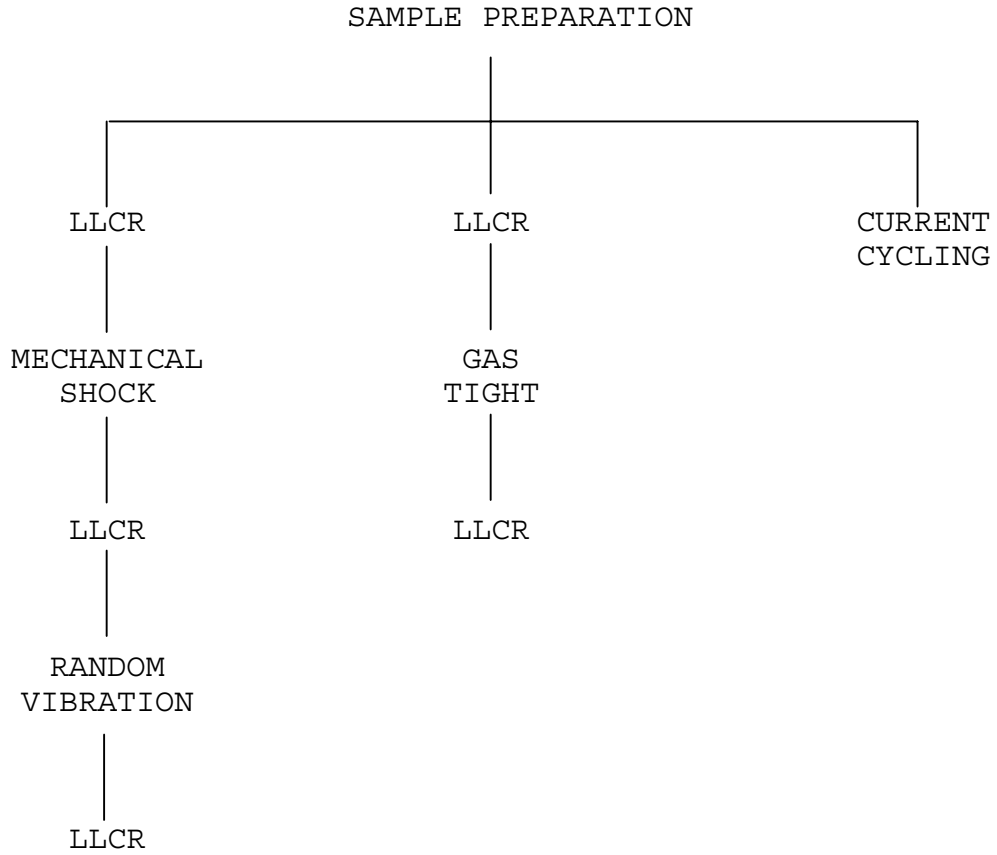 SAMPLE PREPARATION
LLCR
LLCR
CURRENT
CYCLING
MECHANICAL
SHOCK
GAS
TIGHT
LLCR
LLCR
RANDOM
VIBRATION
LLCR